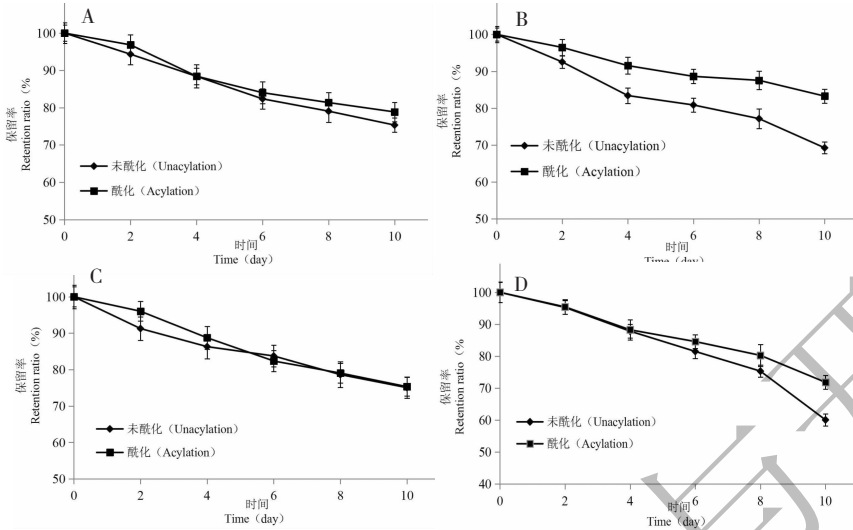 A
100
90
80
70
60
50
保留率
Retention ratio (%
未酰化（Unacylation）
酰化（Acylation）
0 2 4 6 8 10
时间
Time（day）
B
100
90
80
70
60
50
保留率
Retention ratio（%
未酰化（Unacylation）
酰化（Acylation）
0 2 4 6 8 10
时间
Time（day）
C
100
90
80
70
60
50
保留率
Retention ratio (%)
未酰化（Unacylation）
酰化（Acylation）
0 2 4 6 8 10
时间
Time（day）
D
100
90
80
70
60
50
40
保留率
Retention ratio（%
未酰化（Unacylation）
酰化（Acylation）
0 2 4 6 8 10
时间
Time（day）